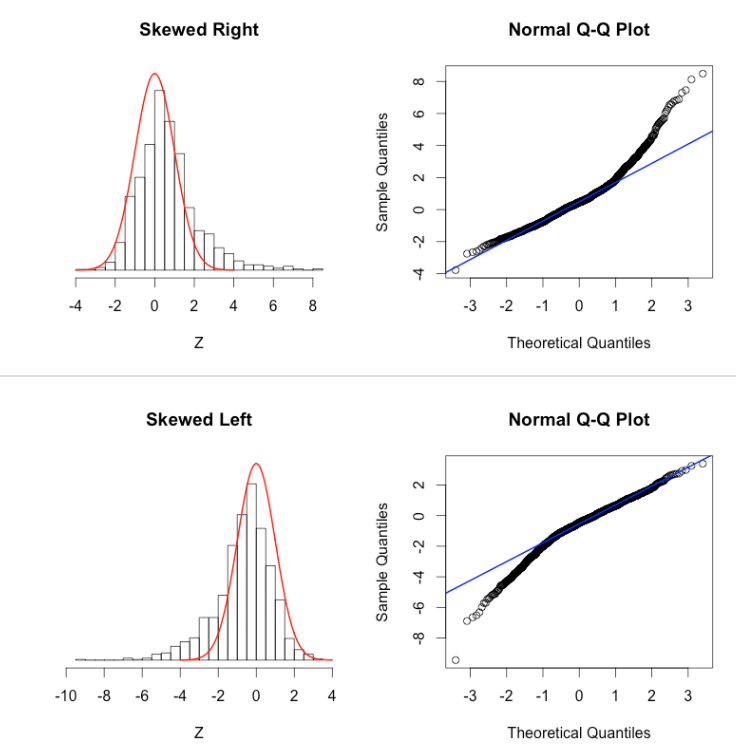 Skewed Right
Normal Q-Q Plot
8
6
4
2
0
-2
-4
Sample Quantiles
-4 -2 0 2 4 6 8
-3 -2 -1 0 1 2 3
Z
Theoretical Quantiles
Skewed Left
Normal Q-Q Plot
2
0
-2
-4
-6
-8
Sample Quantiles
-10 -8 -6 -4 -2 0 2 4
-3 -2 -1 0 1 2 3
Z
Theoretical Quantiles